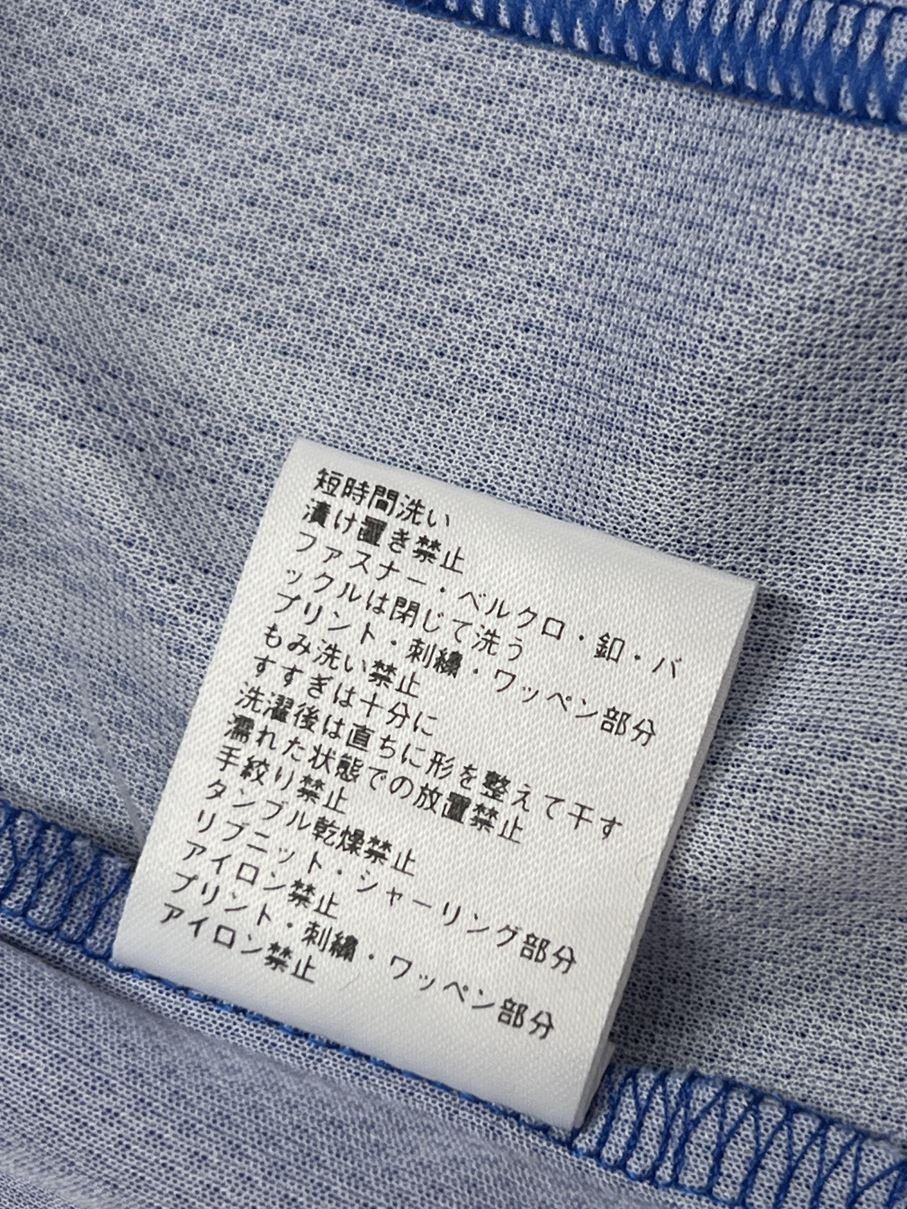 短時間洗い
漬け置き禁止
ファスナー・ベルクロ・釦・バ
ックルは閉じて洗う
プリント・刺繍・ワッペン部分
もみ洗い禁止
すすぎは十分に
洗濯後は直ちに形を整えて干す
濡れた状態での放置禁止
手絞り禁止
タンブル乾燥禁止
リブニット・シャーリング部分
アイロン禁止
プリント・刺繍・ワッペン部分
アイロン禁止